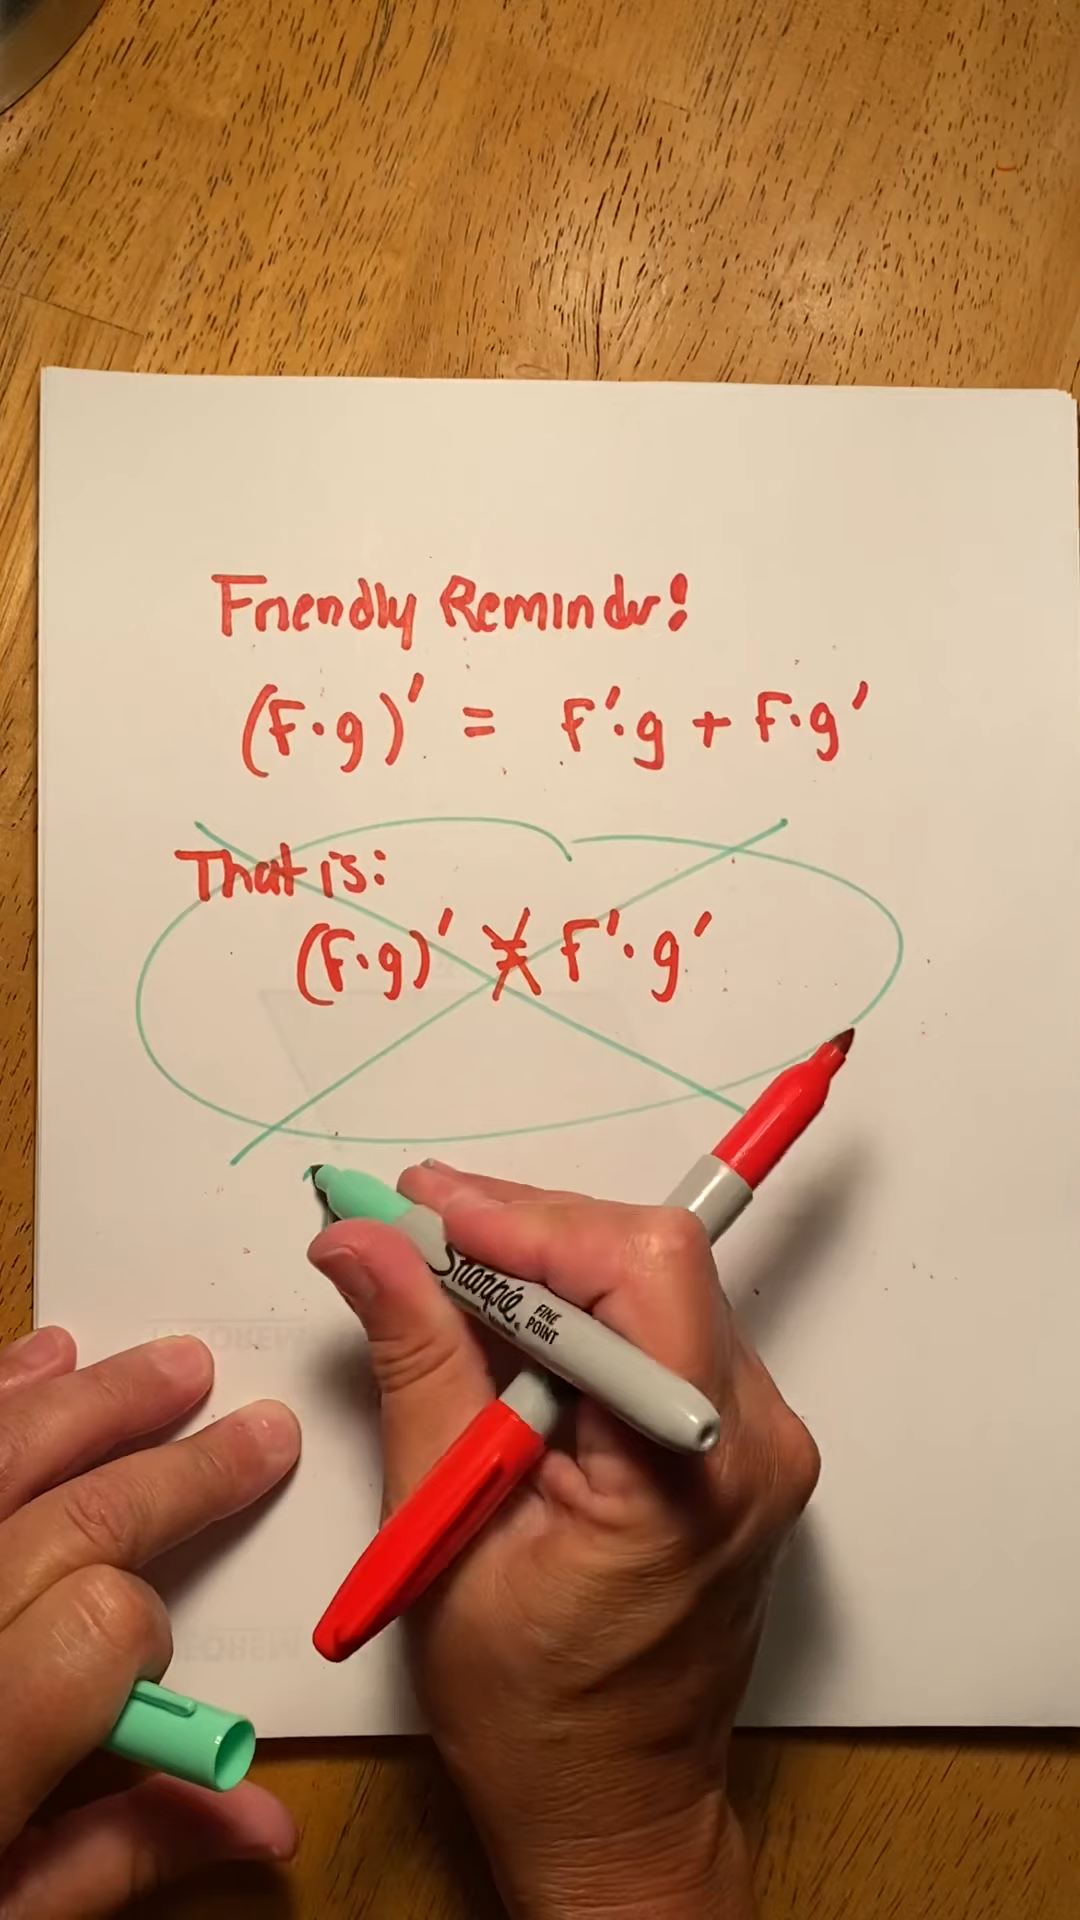 Friendly Reminder!
(f·g)' = f'·g + f·g'
That is:
(f·g)' ≠ f'·g'
Sharpie
FINE
POINT